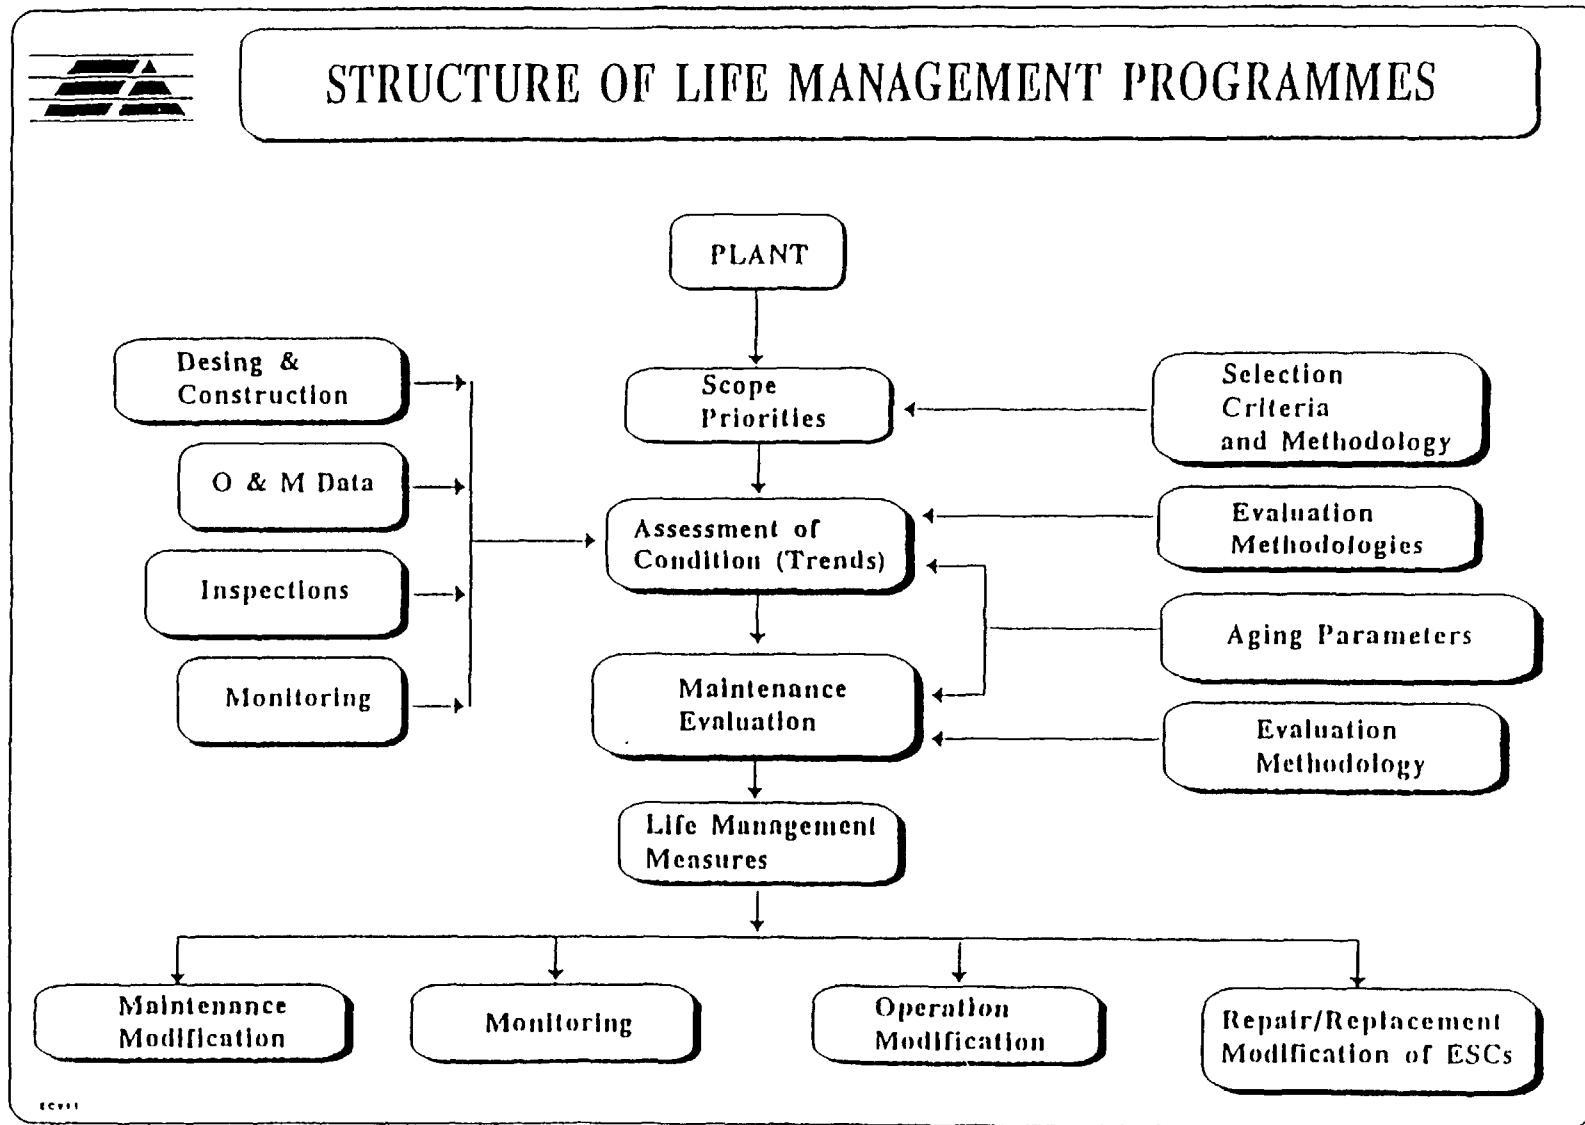 STRUCTURE OF LIFE MANAGEMENT PROGRAMMES
PLANT
Desing &
Construction
Scope
Priorities
Selection
Criteria
and Methodology
O & M Data
Assessment of
Condition (Trends)
Evaluation
Methodologies
Inspections
Aging Parameters
Monitoring
Maintenance
Evaluation
Evaluation
Methodology
Life Management
Measures
Maintenance
Modification
Monitoring
Operation
Modification
Repair/Replacement
Modification of ESCs